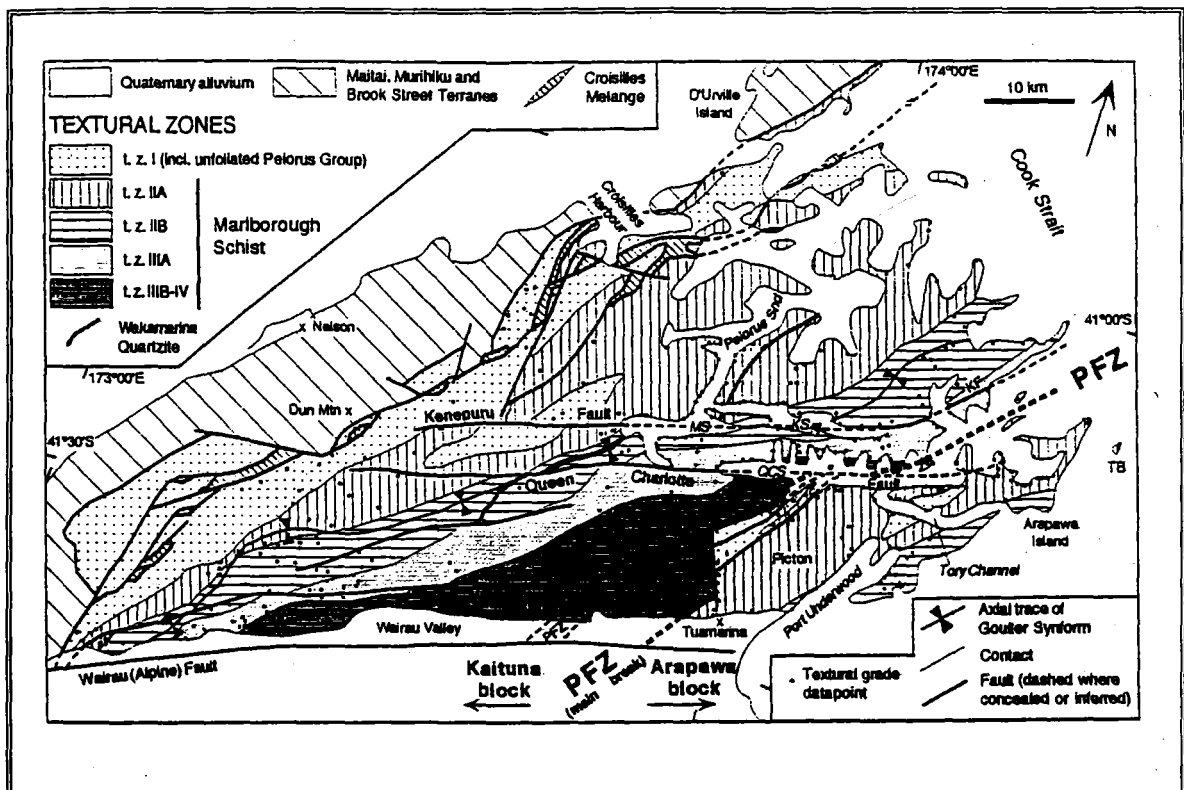 Quaternary alluvium
Maitai, Murihiku and
Brook Street Terranes
Croisilles
Melange
TEXTURAL ZONES
t. z. I (incl. unfoliated Pelorus Group)
t. z. IIA
t. z. IIB
t. z. IIIA
t. z. IIIB-IV
Marlborough
Schist
Wakamarina
Quartzite
D'Urville
Island
174°00'E
10 km
N
Cook Strait
Croisilles
Harbour
Nelson
173°00'E
Pelorus Snd
41°00'S
PFZ
KF
Dun Mtn
Kenepuru
Fault
MS
KS
41°30'S
Queen
Charlotte
QCS
Fault
TB
Arapawa
Island
Picton
Tory Channel
Port Underwood
Wairau Valley
PFZ
Tuamarina
Wairau (Alpine) Fault
Kaituna
block
PFZ
(main break)
Arapawa
block
Textural grade
datapoint
Axial trace of
Goulter Synform
Contact
Fault (dashed where
concealed or inferred)